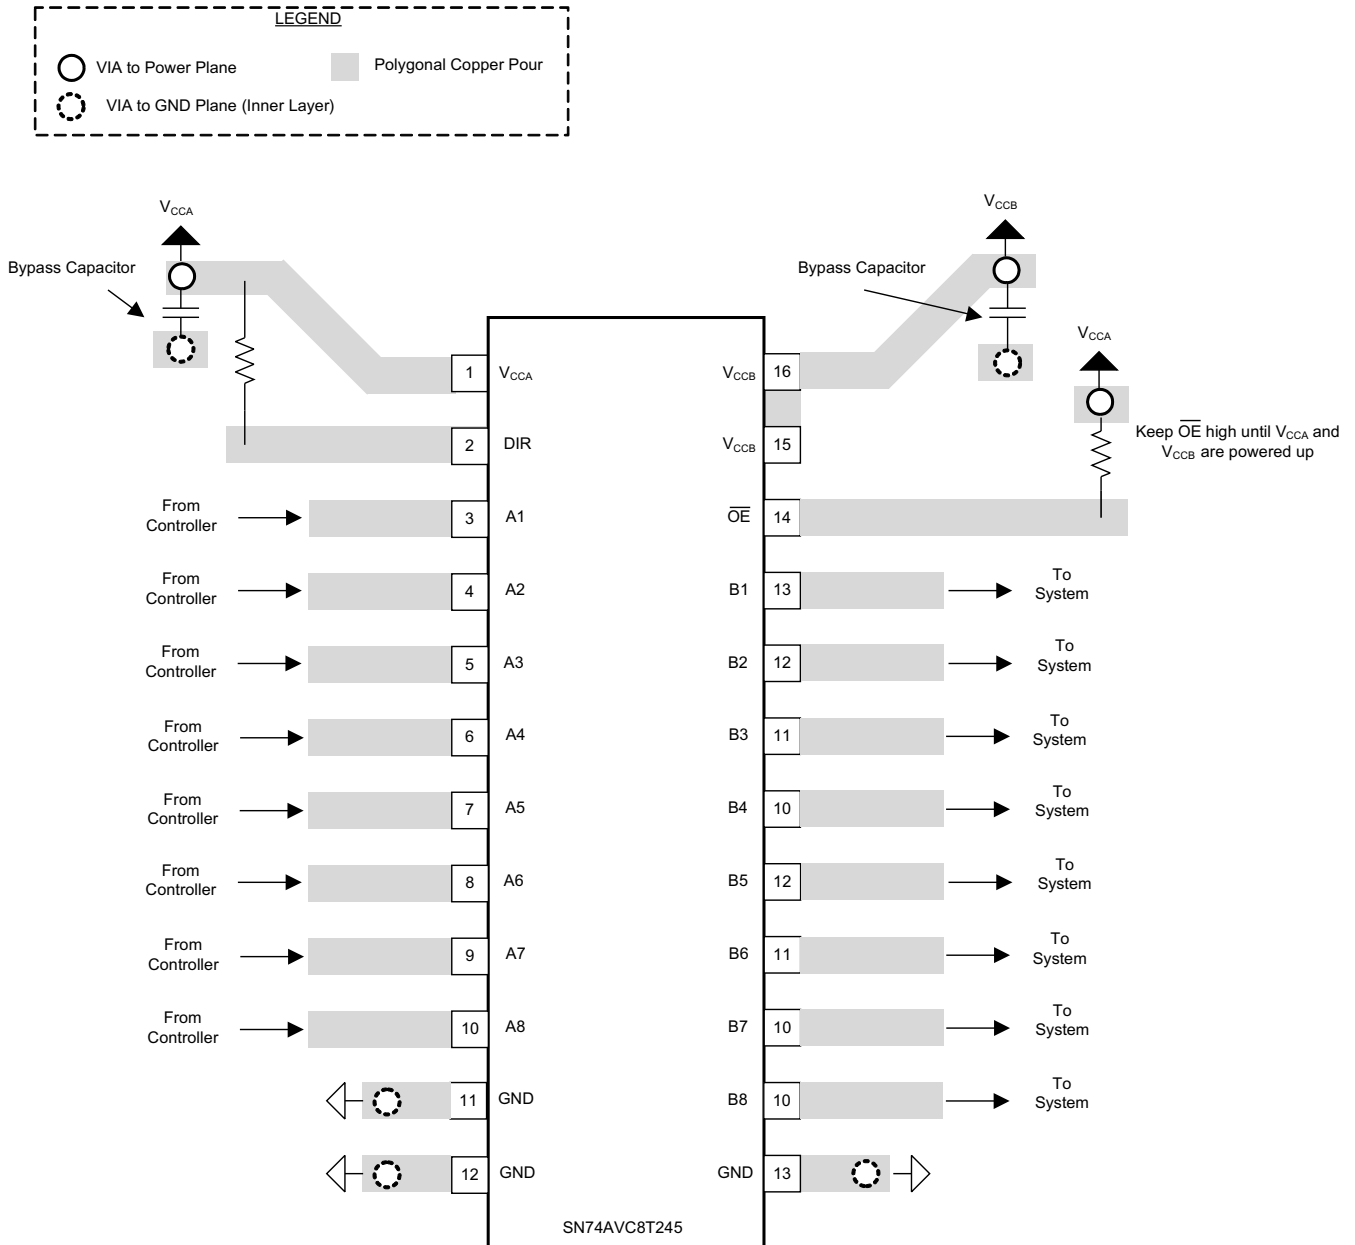 LEGEND
VIA to Power Plane
Polygonal Copper Pour
VIA to GND Plane (Inner Layer)
VCCA
Bypass Capacitor
VCCB
Bypass Capacitor
VCCA
Keep O̅E̅ high until VCCA and
VCCB are powered up
1 VCCA
VCCB 16
2 DIR
VCCB 15
From
Controller
3 A1
O̅E̅ 14
From
Controller
4 A2
B1 13
To
System
From
Controller
5 A3
B2 12
To
System
From
Controller
6 A4
B3 11
To
System
From
Controller
7 A5
B4 10
To
System
From
Controller
8 A6
B5 12
To
System
From
Controller
9 A7
B6 11
To
System
From
Controller
10 A8
B7 10
To
System
11 GND
B8 10
To
System
12 GND
GND 13
SN74AVC8T245